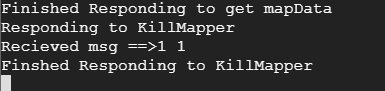 Finished Responding to get mapData
Responding to KillMapper
Recieved msg ==>1 1
Finshed Responding to KillMapper